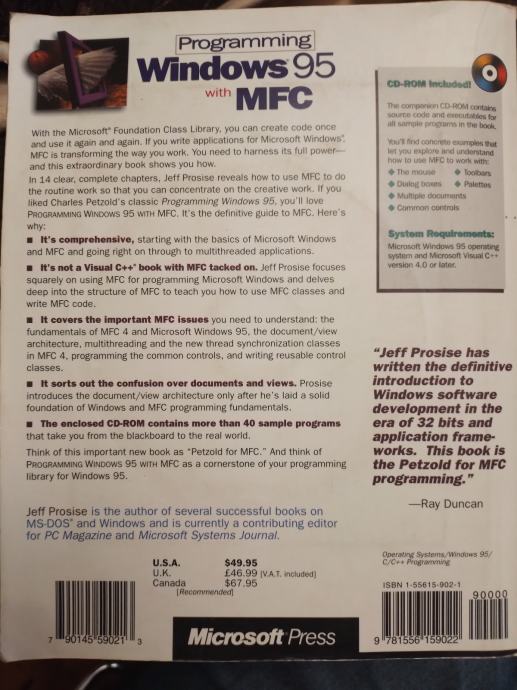 Programming
Windows® 95
with MFC
With the Microsoft® Foundation Class Library, you can create code once
and use it again and again. If you write applications for Microsoft Windows®,
MFC is transforming the way you work. You need to harness its full power—
and this extraordinary book shows you.
In 14 clear, complete chapters, Jeff Prosise reveals how to use MFC to do
the routine work so that you can concentrate on the creative work. If you
liked Charles Petzold's classic Programming Windows 95, you'll love
PROGRAMMING WINDOWS 95 WITH MFC. It's the definitive guide to MFC. Here's
why:
■ It's comprehensive, starting with the basics of Microsoft Windows
and MFC and going right on through to multithreaded applications.
■ It's not a Visual C++® book with MFC tacked on. Jeff Prosise focuses
squarely on using MFC for programming Microsoft Windows and delves
deep into the structure of MFC to teach you how to use MFC classes and
write MFC code.
■ It covers the important MFC issues you need to understand: the
fundamentals of MFC 4 and Microsoft Windows 95, the document/view
architecture, multithreading and the new thread synchronization classes
in MFC 4, programming the common controls, and writing reusable control
classes.
■ It sorts out the confusion over documents and views. Prosise
introduces the document/view architecture only after he's laid a solid
foundation of Windows and MFC programming fundamentals.
■ The enclosed CD-ROM contains more than 40 sample programs
that take you from the blackboard to the real world.
Think of this important new book as "Petzold for MFC." And think of
PROGRAMMING WINDOWS 95 WITH MFC as a cornerstone of your programming
library for Windows 95.
Jeff Prosise is the author of several successful books on
MS-DOS® and Windows and is currently a contributing editor
for PC Magazine and Microsoft Systems Journal.
CD-ROM Included!
The companion CD-ROM contains
source code and executables for
all sample programs in the book.
You'll find concrete examples that
let you explore and understand
how to use MFC to work with:
◆ The mouse ◆ Toolbars
◆ Dialog boxes ◆ Palettes
◆ Multiple documents
◆ Common controls
System Requirements:
Microsoft Windows 95 operating
system and Microsoft Visual C++
version 4.0 or later.
"Jeff Prosise has
written the definitive
introduction to
Windows software
development in the
era of 32 bits and
application frame-
works. This book is
the Petzold for MFC
programming."
—Ray Duncan
U.S.A. $49.95
U.K. £46.99 [V.A.T. included]
Canada $67.95
[Recommended]
Operating Systems/Windows 95/
C/C++ Programming
ISBN 1-55615-902-1
90000
7 90145 59021 3
Microsoft Press
9 781556 159022